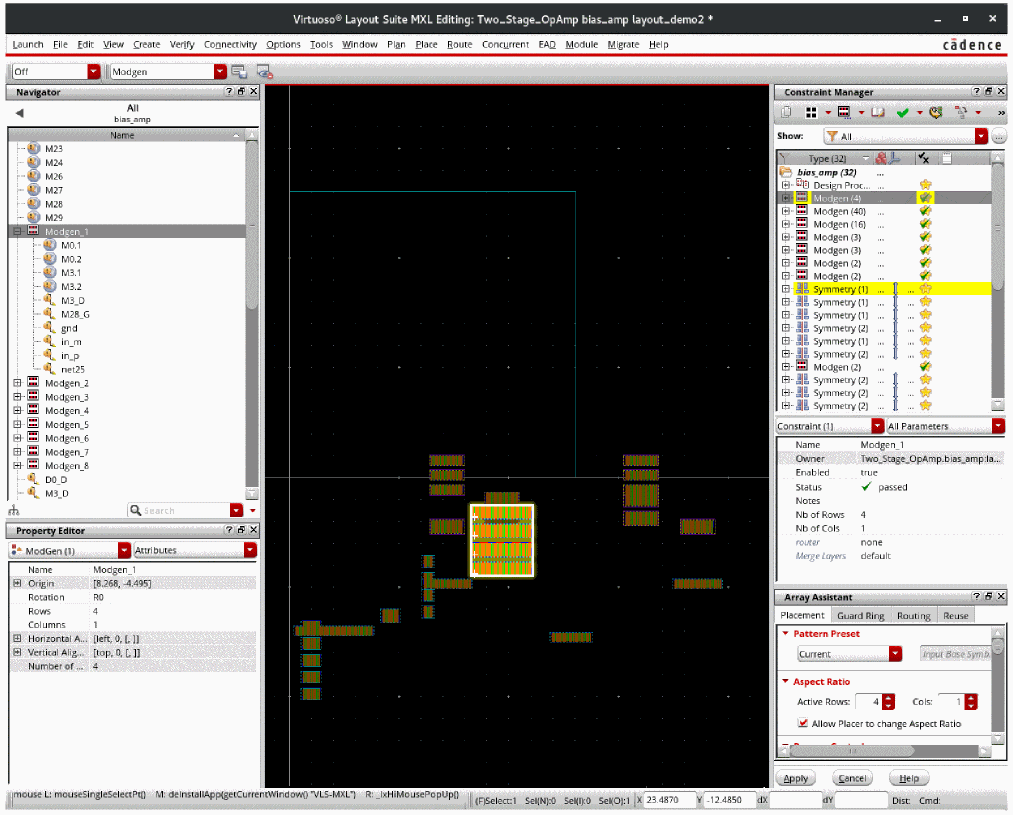 Virtuoso® Layout Suite MXL Editing: Two_Stage_OpAmp bias_amp layout_demo2 *
Launch File Edit View Create Verify Connectivity Options Tools Window Plan Place Route Concurrent EAD Module Migrate Help
cādence
Off Modgen
Navigator
All
bias_amp
Name
M23
M24
M26
M27
M28
M29
Modgen_1
M0.1
M0.2
M3.1
M3.2
M3_D
M28_G
gnd
in_m
in_p
net25
Modgen_2
Modgen_3
Modgen_4
Modgen_5
Modgen_6
Modgen_7
Modgen_8
D0_D
M3_D
Search
Property Editor
ModGen (1) Attributes
Name Modgen_1
Origin [8.268, -4.495]
Rotation R0
Rows 4
Columns 1
Horizontal A... [left, 0, [, ]]
Vertical Alig... [top, 0, [, ]]
Number of ... 4
Constraint Manager
Show: All
Type (32)
bias_amp (32) ...
Design Proc... ...
Modgen (4) .
Modgen (40) ...
Modgen (16) ...
Modgen (3) ...
Modgen (3) ...
Modgen (2) ...
Modgen (2) ...
Symmetry (1) ... ...
Symmetry (1) ... ...
Symmetry (1) ... ...
Symmetry (2) ... ...
Symmetry (1) ... ...
Symmetry (2) ... ...
Modgen (2) ...
Symmetry (2) ... ...
Symmetry (2) ... ...
Symmetry (2) ... ...
Constraint (1) All Parameters
Name Modgen_1
Owner Two_Stage_OpAmp.bias_amp:la...
Enabled true
Status passed
Notes
Nb of Rows 4
Nb of Cols 1
router none
Merge Layers default
Array Assistant
Placement Guard Ring Routing Reuse
Pattern Preset
Current Input Base Symb.
Aspect Ratio
Active Rows: 4 Cols: 1
Allow Placer to change Aspect Ratio
Apply Cancel Help
mouse L: mouseSingleSelectPt() M: deInstallApp(getCurrentWindow() "VLS-MXL") R: _lxHiMousePopUp()
(F)Select:1 Sel(N):0 Sel(I):0 Sel(O):1 X 23.4870 Y -12.4850 dX dY Dist: Cmd: